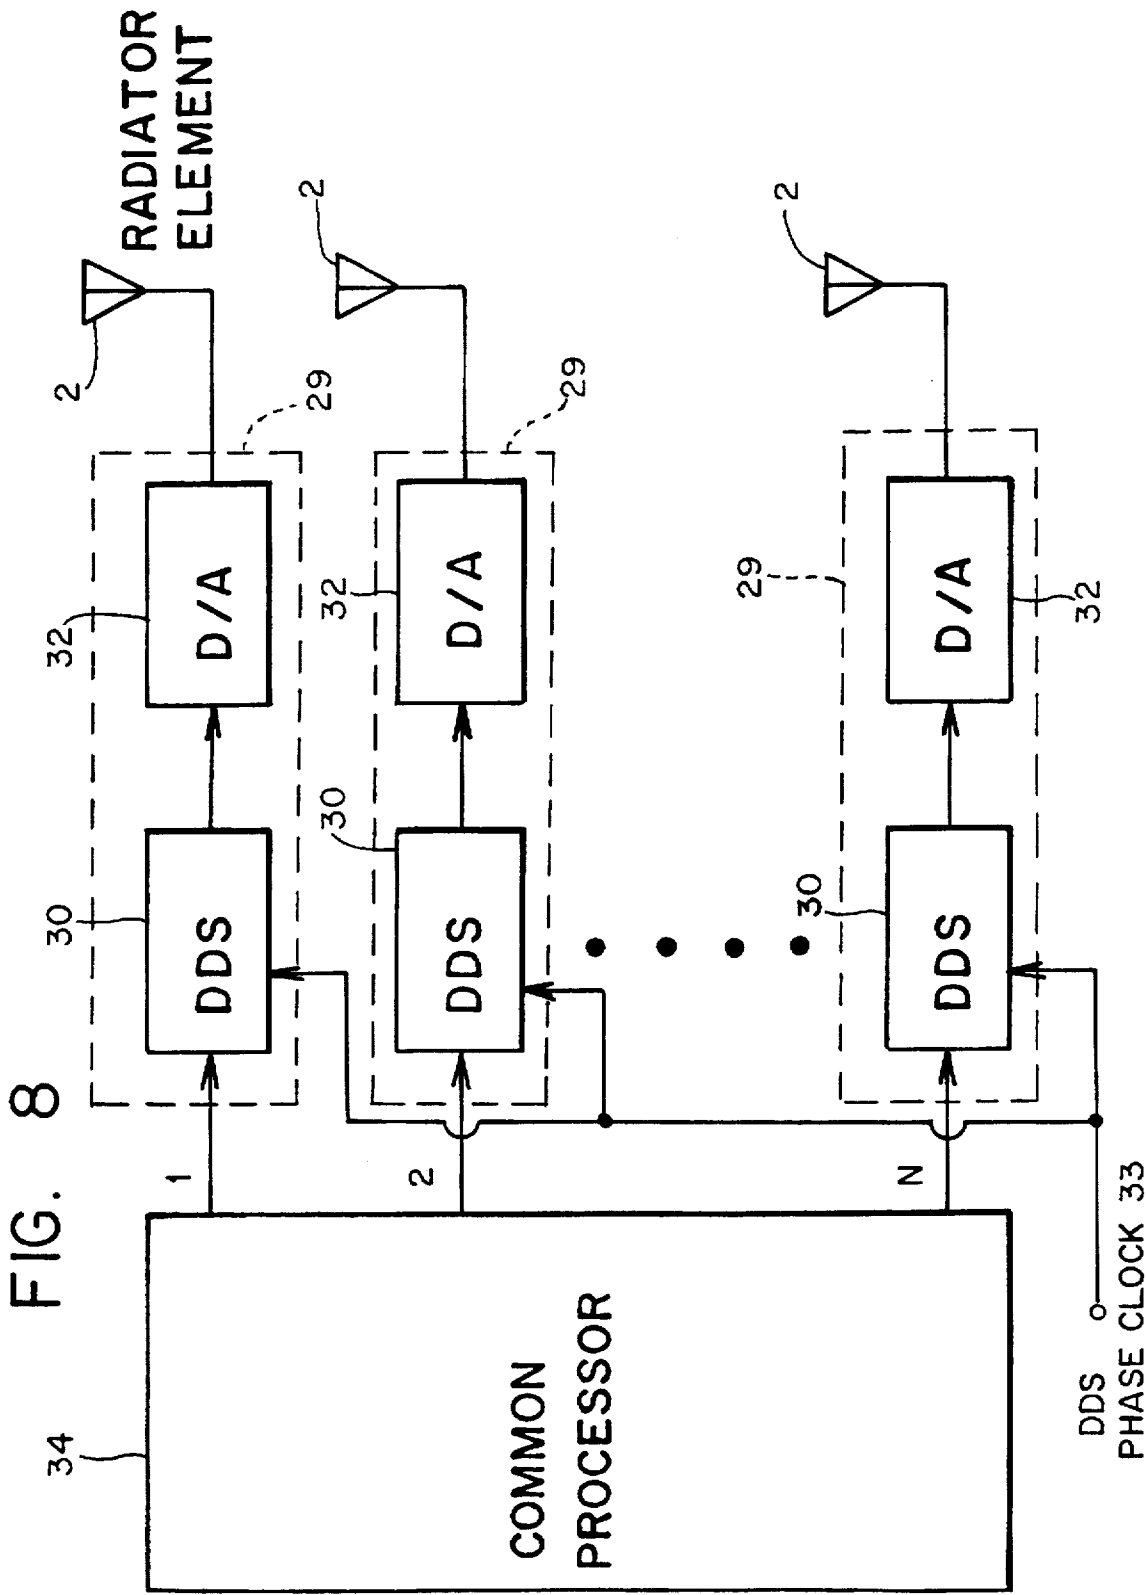 FIG. 8
34
COMMON
PROCESSOR
1
2
N
DDS
PHASE CLOCK 33
30
DDS
32
D/A
29
2
RADIATOR
ELEMENT
30
DDS
32
D/A
29
2
30
DDS
32
D/A
29
2